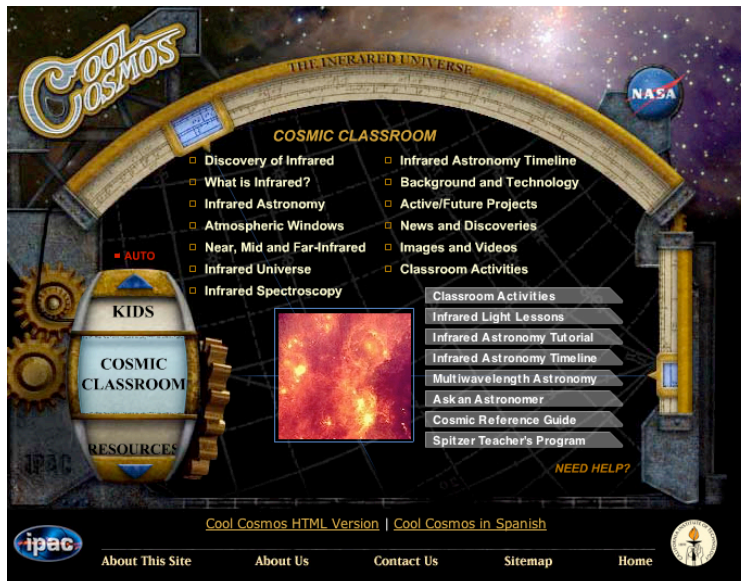 COOL
COSMOS
THE INFRARED UNIVERSE
NASA
COSMIC CLASSROOM
Discovery of Infrared
What is Infrared?
Infrared Astronomy
Atmospheric Windows
Near, Mid and Far-Infrared
Infrared Universe
Infrared Spectroscopy
Infrared Astronomy Timeline
Background and Technology
Active/Future Projects
News and Discoveries
Images and Videos
Classroom Activities
AUTO
KIDS
COSMIC
CLASSROOM
RESOURCES
IPAC
Classroom Activities
Infrared Light Lessons
Infrared Astronomy Tutorial
Infrared Astronomy Timeline
Multiwavelength Astronomy
Ask an Astronomer
Cosmic Reference Guide
Spitzer Teacher's Program
NEED HELP?
Cool Cosmos HTML Version | Cool Cosmos in Spanish
ipac
About This Site
About Us
Contact Us
Sitemap
Home